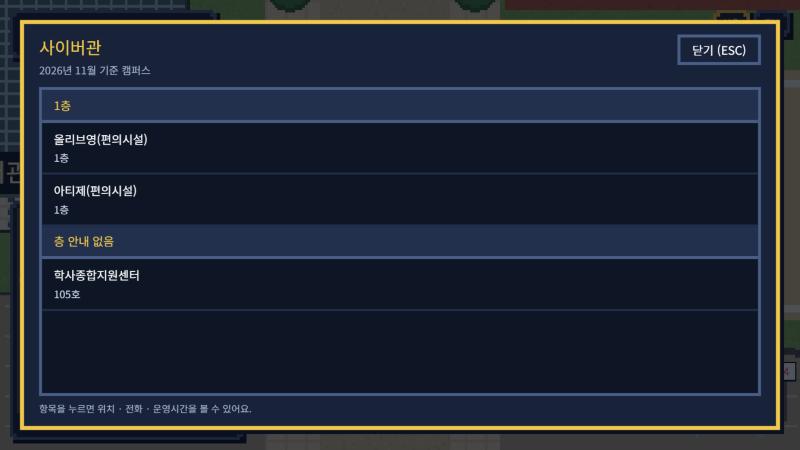 사이버관
닫기 (ESC)
2026년 11월 기준 캠퍼스
1층
올리브영(편의시설)
1층
아티제(편의시설)
1층
층 안내 없음
학사종합지원센터
105호
항목을 누르면 위치 · 전화 · 운영시간을 볼 수 있어요.
관
4